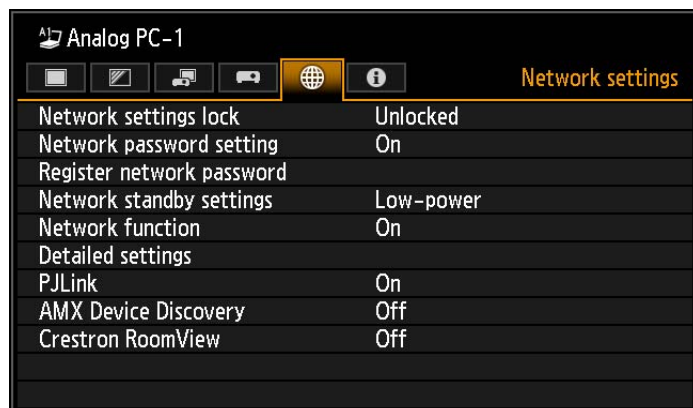 A1 Analog PC-1
Network settings
Network settings lock Unlocked
Network password setting On
Register network password
Network standby settings Low-power
Network function On
Detailed settings
PJLink On
AMX Device Discovery Off
Crestron RoomView Off